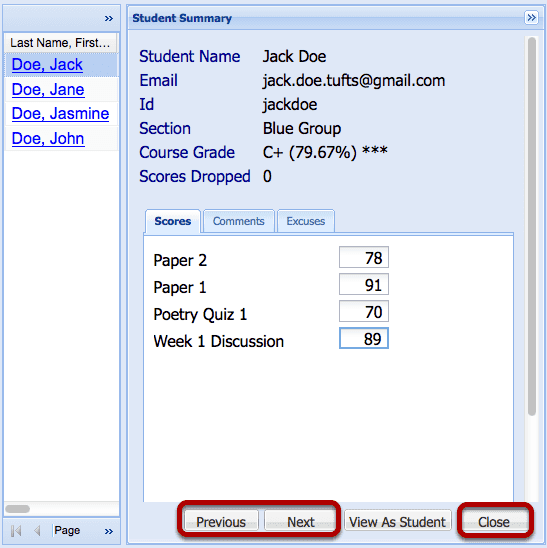 »
Last Name, First...
Doe, Jack
Doe, Jane
Doe, Jasmine
Doe, John
Page »
Student Summary »
Student Name Jack Doe
Email jack.doe.tufts@gmail.com
Id jackdoe
Section Blue Group
Course Grade C+ (79.67%) ***
Scores Dropped 0
Scores Comments Excuses
Paper 2 78
Paper 1 91
Poetry Quiz 1 70
Week 1 Discussion 89
Previous Next View As Student Close